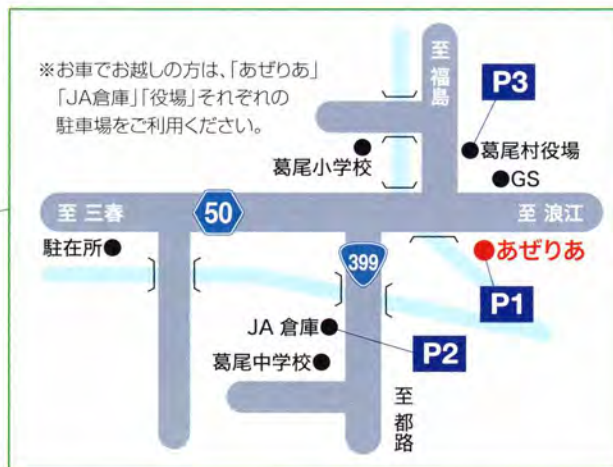 ※お車でお越しの方は、「あぜりあ」
「JA倉庫」「役場」それぞれの
駐車場をご利用ください。
至 福島
P3
葛尾村役場
葛尾小学校
GS
至 三春
50
至 浪江
駐在所
399
あぜりあ
P1
JA 倉庫
P2
葛尾中学校
至 都路